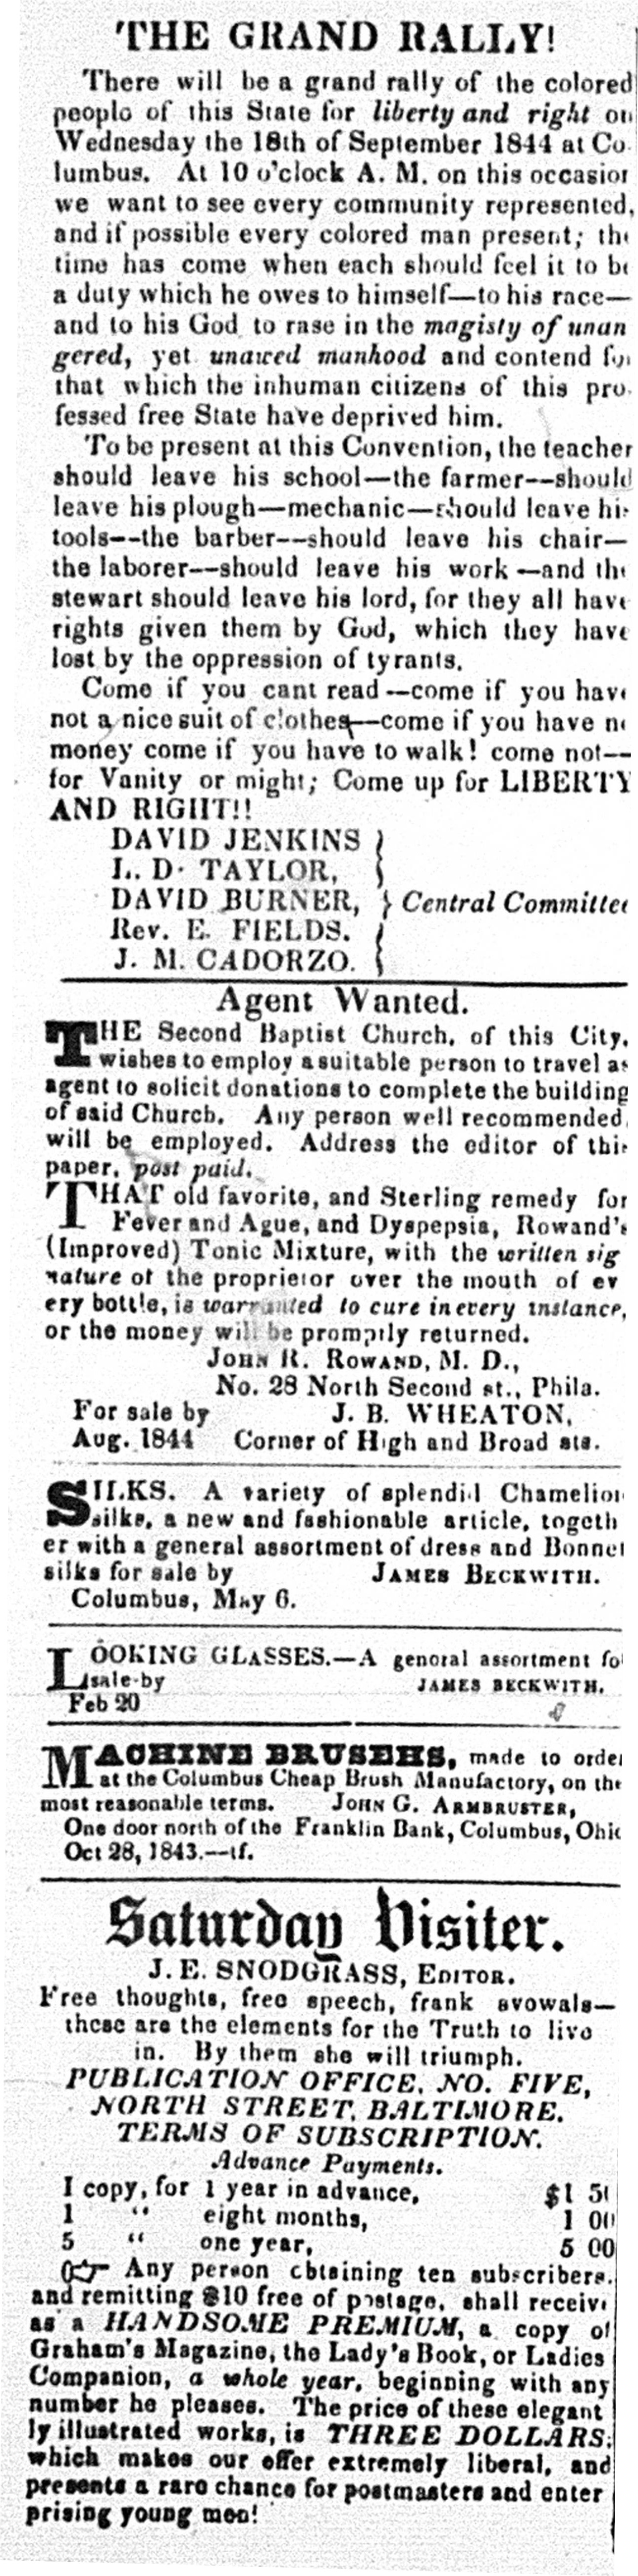 THE GRAND RALLY!
There will be a grand rally of the colored
people of this State for liberty and right on
Wednesday the 18th of September 1844 at Co-
lumbus. At 10 o'clock A. M. on this occasion
we want to see every community represented,
and if possible every colored man present; the
time has come when each should feel it to be
a duty which he owes to himself—to his race—
and to his God to rase in the magisty of unan
gered, yet unawed manhood and contend for
that which the inhuman citizens of this pro-
fessed free State have deprived him.
To be present at this Convention, the teacher
should leave his school—the farmer--should
leave his plough—mechanic—should leave his
tools--the barber--should leave his chair—
the laborer--should leave his work—and the
stewart should leave his lord, for they all have
rights given them by God, which they have
lost by the oppression of tyrants.
Come if you cant read—come if you have
not a nice suit of clothes—come if you have no
money come if you have to walk! come not—
for Vanity or might; Come up for LIBERTY
AND RIGHT!!
DAVID JENKINS
L. D. TAYLOR,
DAVID BURNER, } Central Committee
Rev. E. FIELDS.
J. M. CADORZO.
Agent Wanted.
THE Second Baptist Church, of this City,
wishes to employ a suitable person to travel as
agent to solicit donations to complete the building
of said Church. Any person well recommended
will be employed. Address the editor of this
paper, post paid.
THAT old favorite, and Sterling remedy for
Fever and Ague, and Dyspepsia, Rowand's
(Improved) Tonic Mixture, with the written sig
nature of the proprietor over the mouth of ev
ery bottle, is warranted to cure in every instance,
or the money will be promptly returned.
JOHN R. ROWAND, M. D.,
No. 28 North Second st., Phila.
For sale by J. B. WHEATON,
Aug. 1844 Corner of High and Broad sts.
SILKS. A variety of splendid Chamelion
silks, a new and fashionable article, togeth
er with a general assortment of dress and Bonnet
silks for sale by JAMES BECKWITH.
Columbus, May 6.
LOOKING GLASSES.—A general assortment for
sale by JAMES BECKWITH.
Feb 20
MACHINE BRUSEHS, made to order
at the Columbus Cheap Brush Manufactory, on the
most reasonable terms. JOHN G. ARMBRUSTER,
One door north of the Franklin Bank, Columbus, Ohio
Oct 28, 1843.—tf.
Saturday Visiter.
J. E. SNODGRASS, EDITOR.
Free thoughts, free speech, frank avowals—
these are the elements for the Truth to live
in. By them she will triumph.
PUBLICATION OFFICE, NO. FIVE,
NORTH STREET, BALTIMORE.
TERMS OF SUBSCRIPTION.
Advance Payments.
1 copy, for 1 year in advance, $1 50
1 " eight months, 1 00
5 " one year, 5 00
☞ Any person obtaining ten subscribers,
and remitting $10 free of postage, shall receive
as a HANDSOME PREMIUM, a copy of
Graham's Magazine, the Lady's Book, or Ladies
Companion, a whole year, beginning with any
number he pleases. The price of these elegant
ly illustrated works, is THREE DOLLARS;
which makes our offer extremely liberal, and
presents a rare chance for postmasters and enter
prising young men!